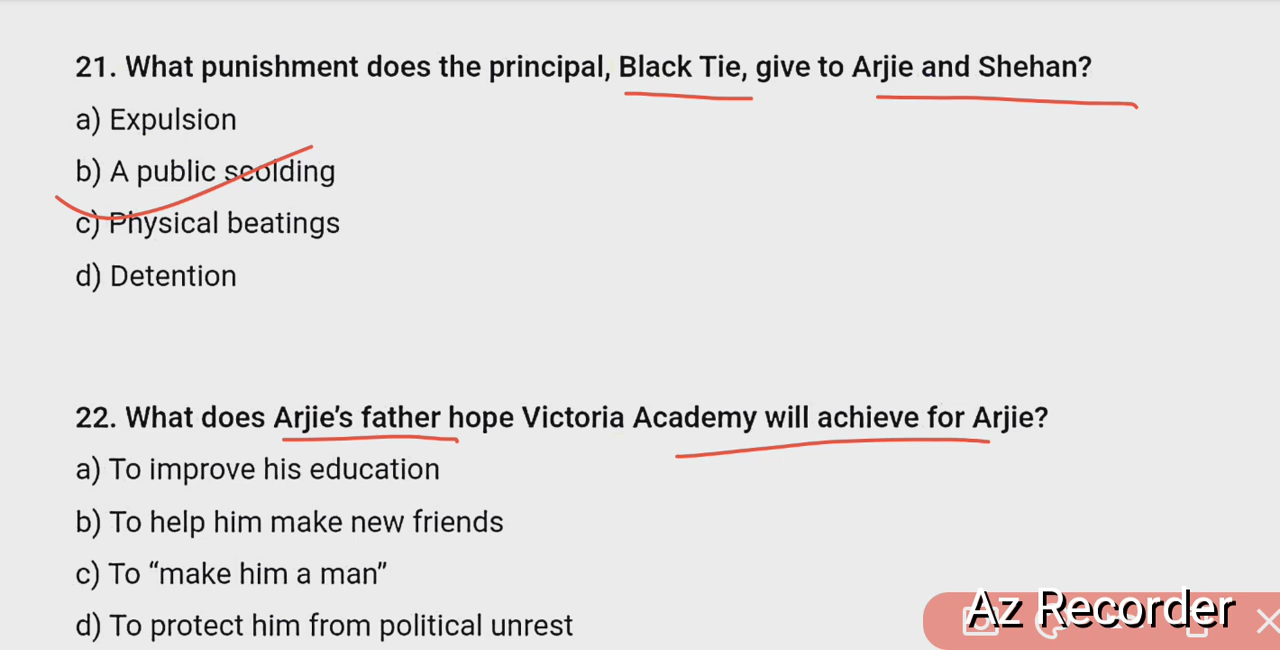 21. What punishment does the principal, Black Tie, give to Arjie and Shehan?
a) Expulsion
b) A public scolding
c) Physical beatings
d) Detention
22. What does Arjie's father hope Victoria Academy will achieve for Arjie?
a) To improve his education
b) To help him make new friends
c) To “make him a man”
d) To protect him from political unrest
Az Recorder